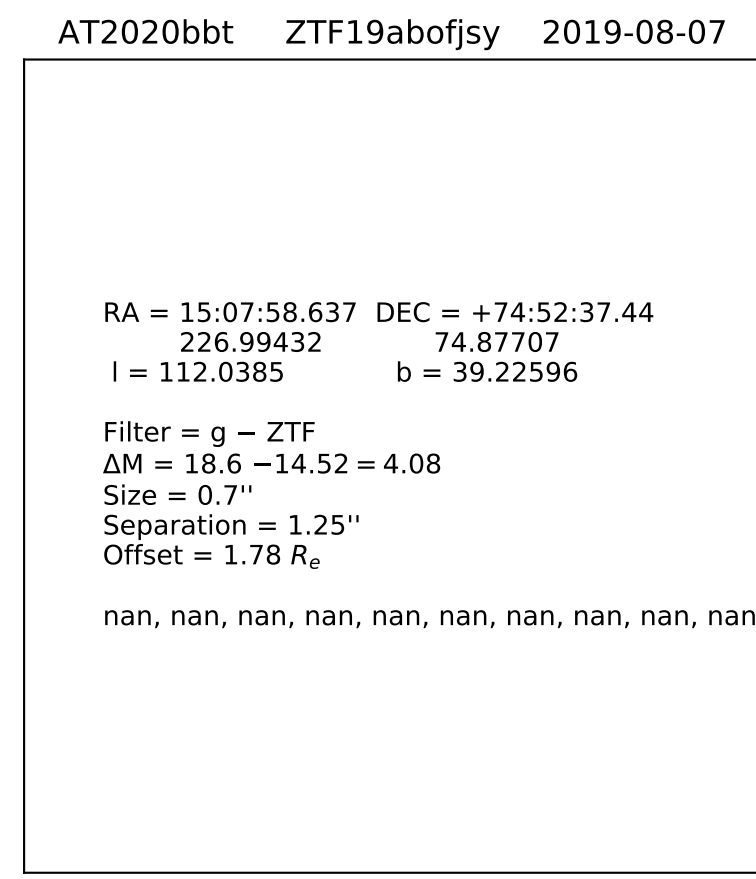 AT2020bbt ZTF19abofjsy 2019-08-07
RA = 15:07:58.637 DEC = +74:52:37.44
226.99432 74.87707
l = 112.0385 b = 39.22596
Filter = g − ZTF
ΔM = 18.6 −14.52 = 4.08
Size = 0.7''
Separation = 1.25''
Offset = 1.78 Rₑ
nan, nan, nan, nan, nan, nan, nan, nan, nan, nan